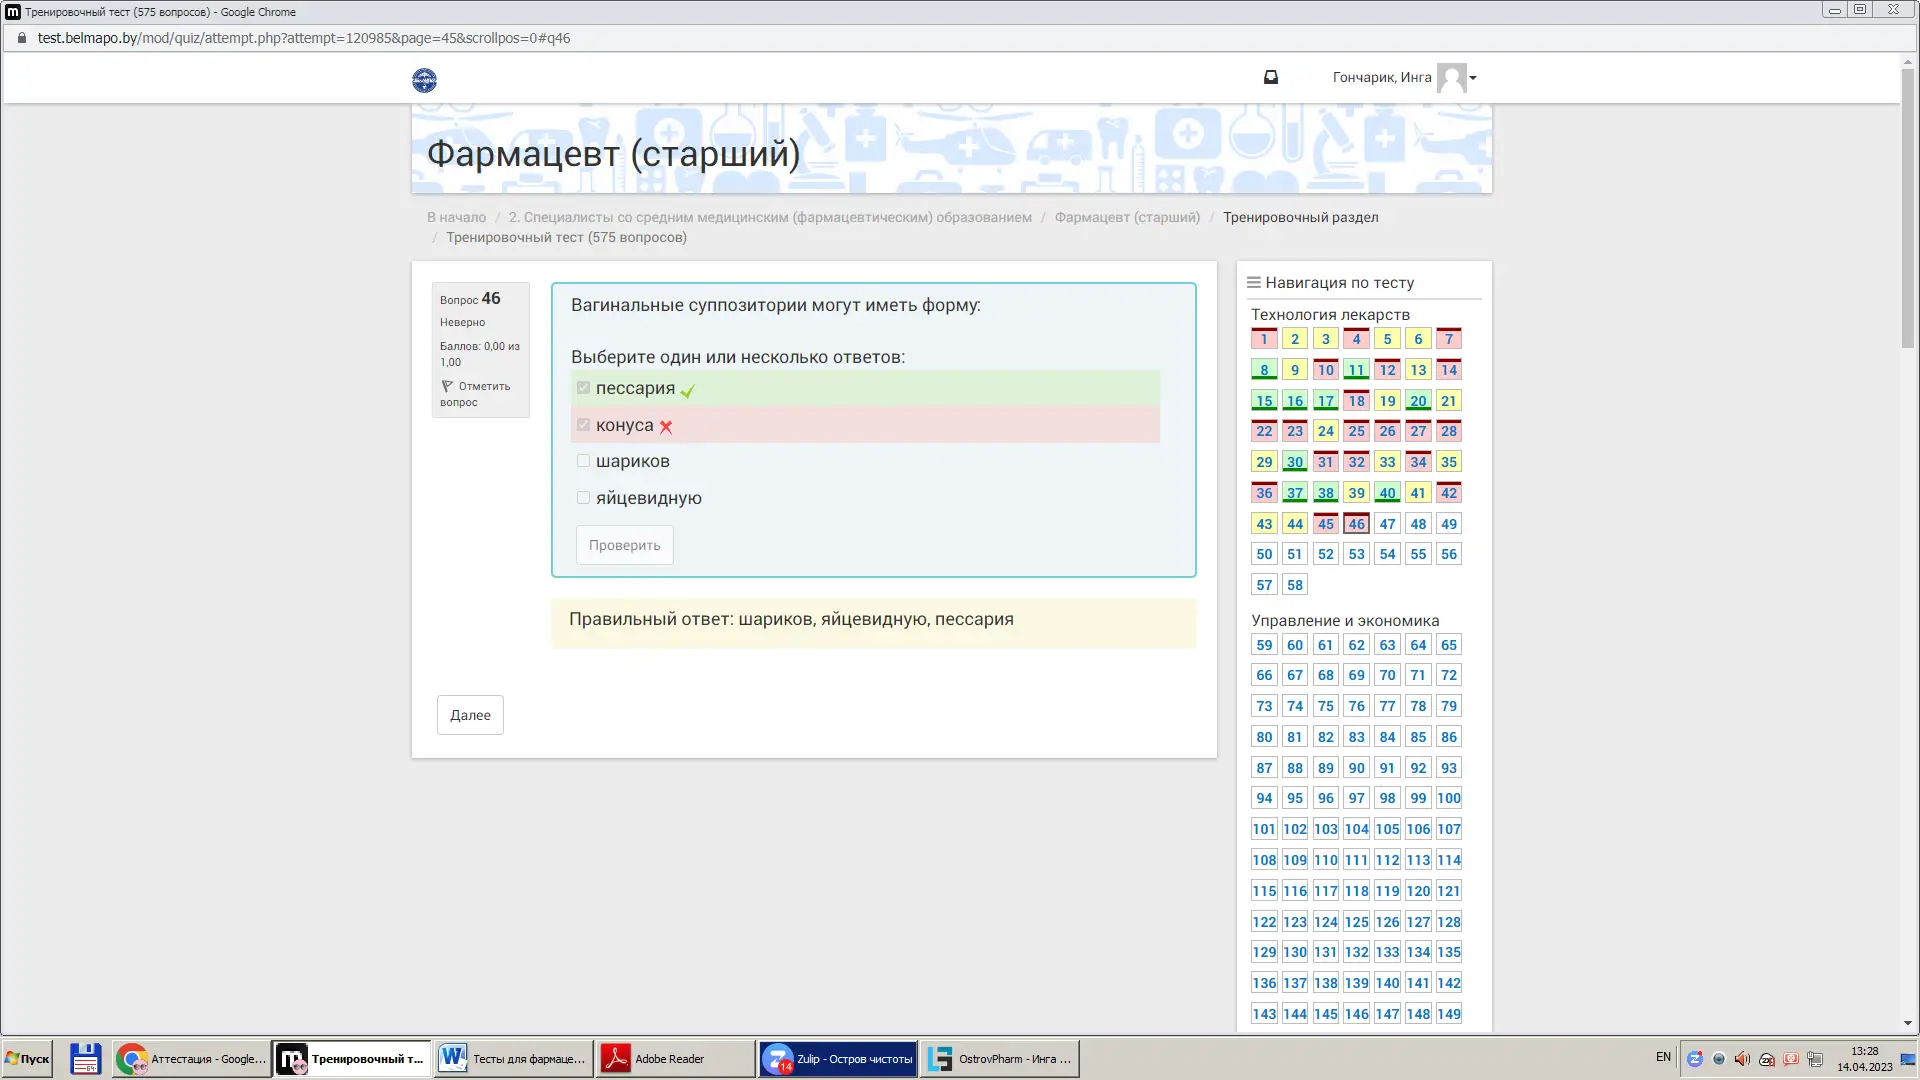 Тренировочный тест (575 вопросов) - Google Chrome
test.belmapo.by/mod/quiz/attempt.php?attempt=120985&page=45&scrollpos=0#q46
Гончарик, Инга
Фармацевт (старший)
В начало / 2. Специалисты со средним медицинским (фармацевтическим) образованием / Фармацевт (старший) / Тренировочный раздел
/ Тренировочный тест (575 вопросов)
Вопрос 46
Неверно
Баллов: 0,00 из
1,00
Отметить
вопрос
Вагинальные суппозитории могут иметь форму:
Выберите один или несколько ответов:
пессария
конуса
шариков
яйцевидную
Проверить
Правильный ответ: шариков, яйцевидную, пессария
Далее
Навигация по тесту
Технология лекарств
1 2 3 4 5 6 7
8 9 10 11 12 13 14
15 16 17 18 19 20 21
22 23 24 25 26 27 28
29 30 31 32 33 34 35
36 37 38 39 40 41 42
43 44 45 46 47 48 49
50 51 52 53 54 55 56
57 58
Управление и экономика
59 60 61 62 63 64 65
66 67 68 69 70 71 72
73 74 75 76 77 78 79
80 81 82 83 84 85 86
87 88 89 90 91 92 93
94 95 96 97 98 99 100
101 102 103 104 105 106 107
108 109 110 111 112 113 114
115 116 117 118 119 120 121
122 123 124 125 126 127 128
129 130 131 132 133 134 135
136 137 138 139 140 141 142
143 144 145 146 147 148 149
Пуск
Аттестация - Google...
Тренировочный т...
Тесты для фармаце...
Adobe Reader
14
Zulip - Остров чистоты
OstrovPharm - Инга ...
EN
13:28
14.04.2023